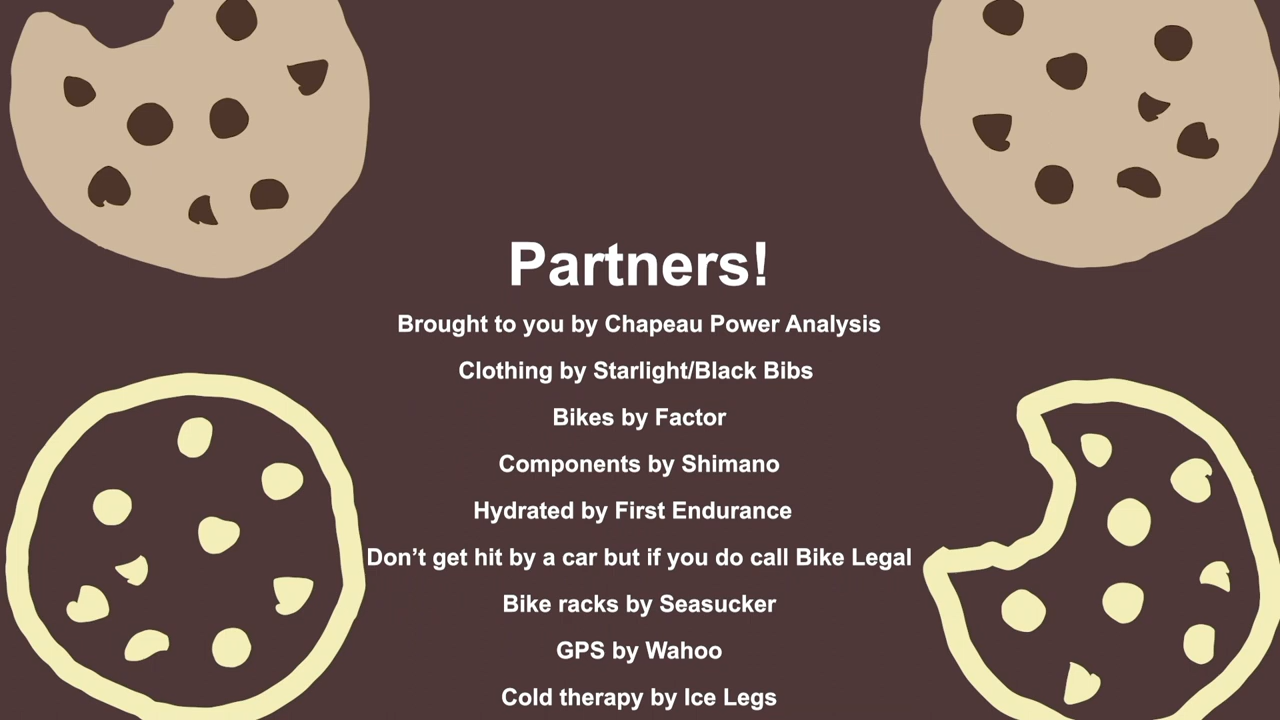 Partners!
Brought to you by Chapeau Power Analysis
Clothing by Starlight/Black Bibs
Bikes by Factor
Components by Shimano
Hydrated by First Endurance
Don’t get hit by a car but if you do call Bike Legal
Bike racks by Seasucker
GPS by Wahoo
Cold therapy by Ice Legs